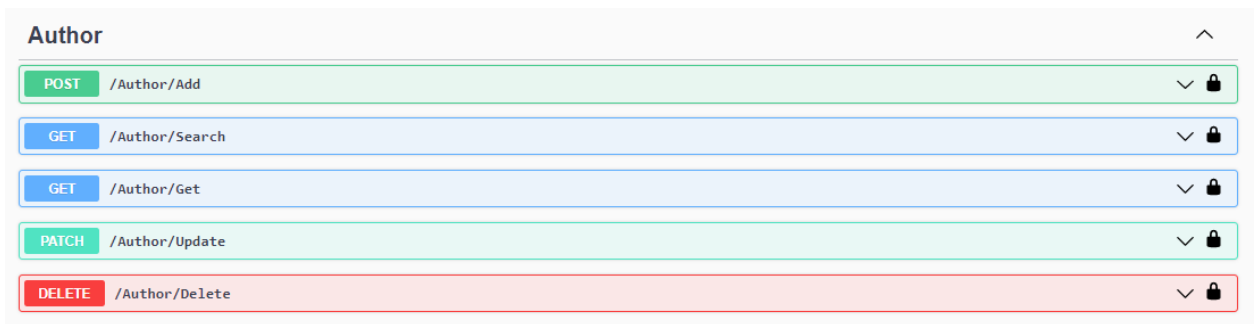 Author
POST /Author/Add
GET /Author/Search
GET /Author/Get
PATCH /Author/Update
DELETE /Author/Delete